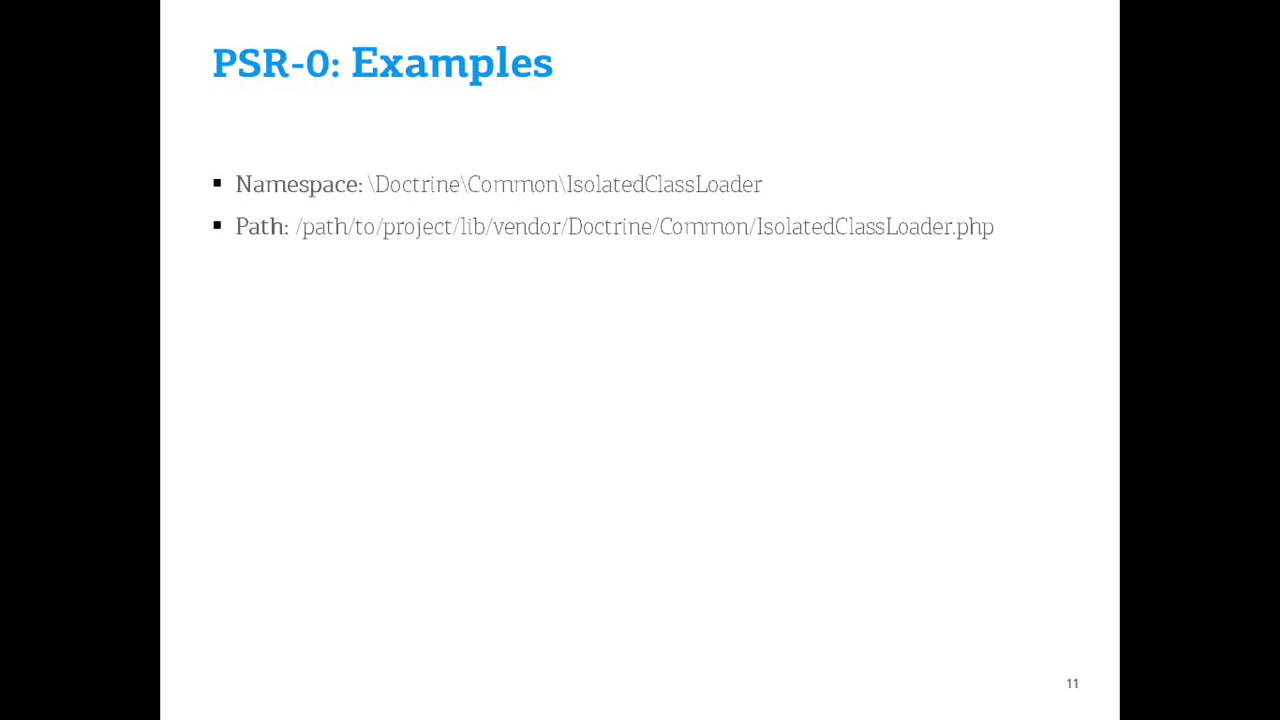 PSR-0: Examples
▪ Namespace: \Doctrine\Common\IsolatedClassLoader
▪ Path: /path/to/project/lib/vendor/Doctrine/Common/IsolatedClassLoader.php
11